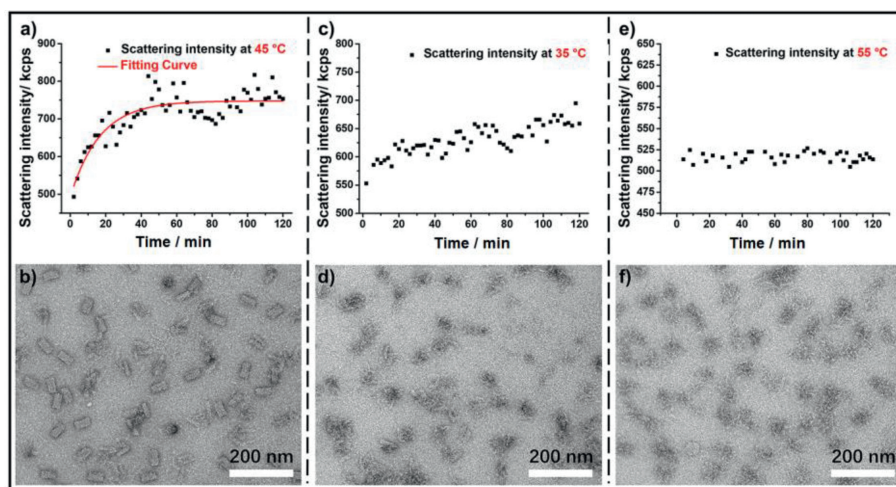 a)
Scattering intensity/ kcps
900
800
700
600
500
Scattering intensity at 45 °C
Fitting Curve
0 20 40 60 80 100 120
Time / min
b)
200 nm
c)
Scattering intensity/ kcps
800
750
700
650
600
550
500
Scattering intensity at 35 °C
0 20 40 60 80 100 120
Time / min
d)
200 nm
e)
Scattering intensity/ kcps
650
625
600
575
550
525
500
475
450
Scattering intensity at 55 °C
0 20 40 60 80 100 120
Time / min
f)
200 nm